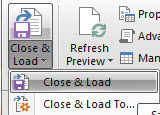 Close & Load
Refresh Preview
Prop
Adva
Man
Close & Load
Close & Load To...